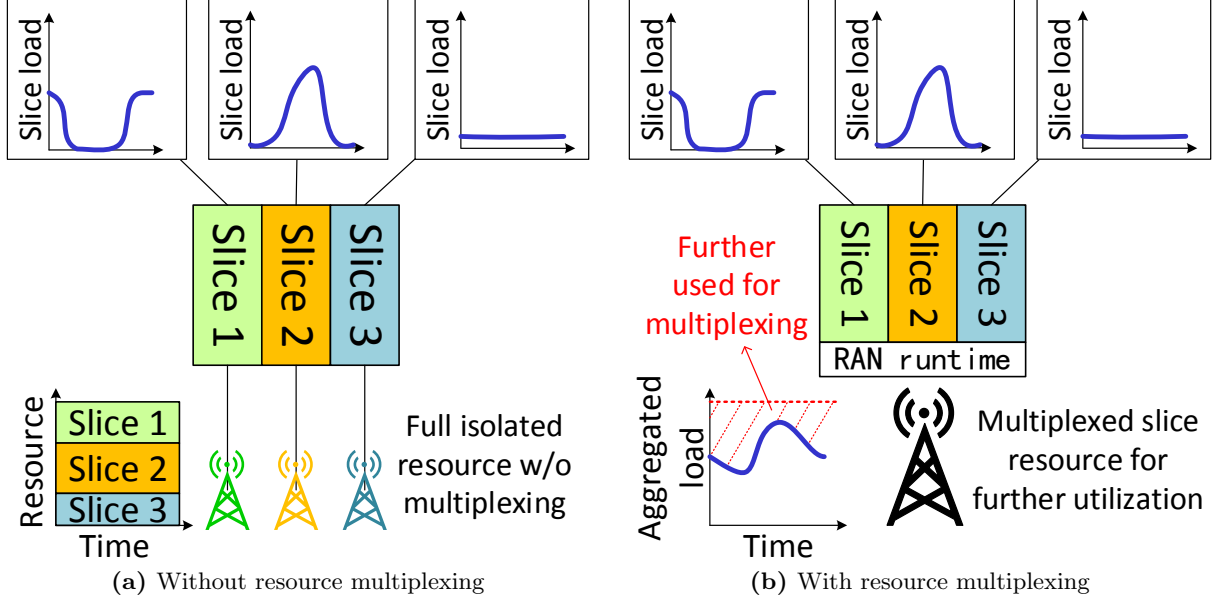 Slice load
Slice load
Slice load
Slice 1
Slice 2
Slice 3
Resource
Slice 1
Slice 2
Slice 3
Time
Full isolated
resource w/o
multiplexing
(a) Without resource multiplexing
Slice load
Slice load
Slice load
Slice 1
Slice 2
Slice 3
RAN runtime
Further
used for
multiplexing
Aggregated
load
Time
Multiplexed slice
resource for
further utilization
(b) With resource multiplexing